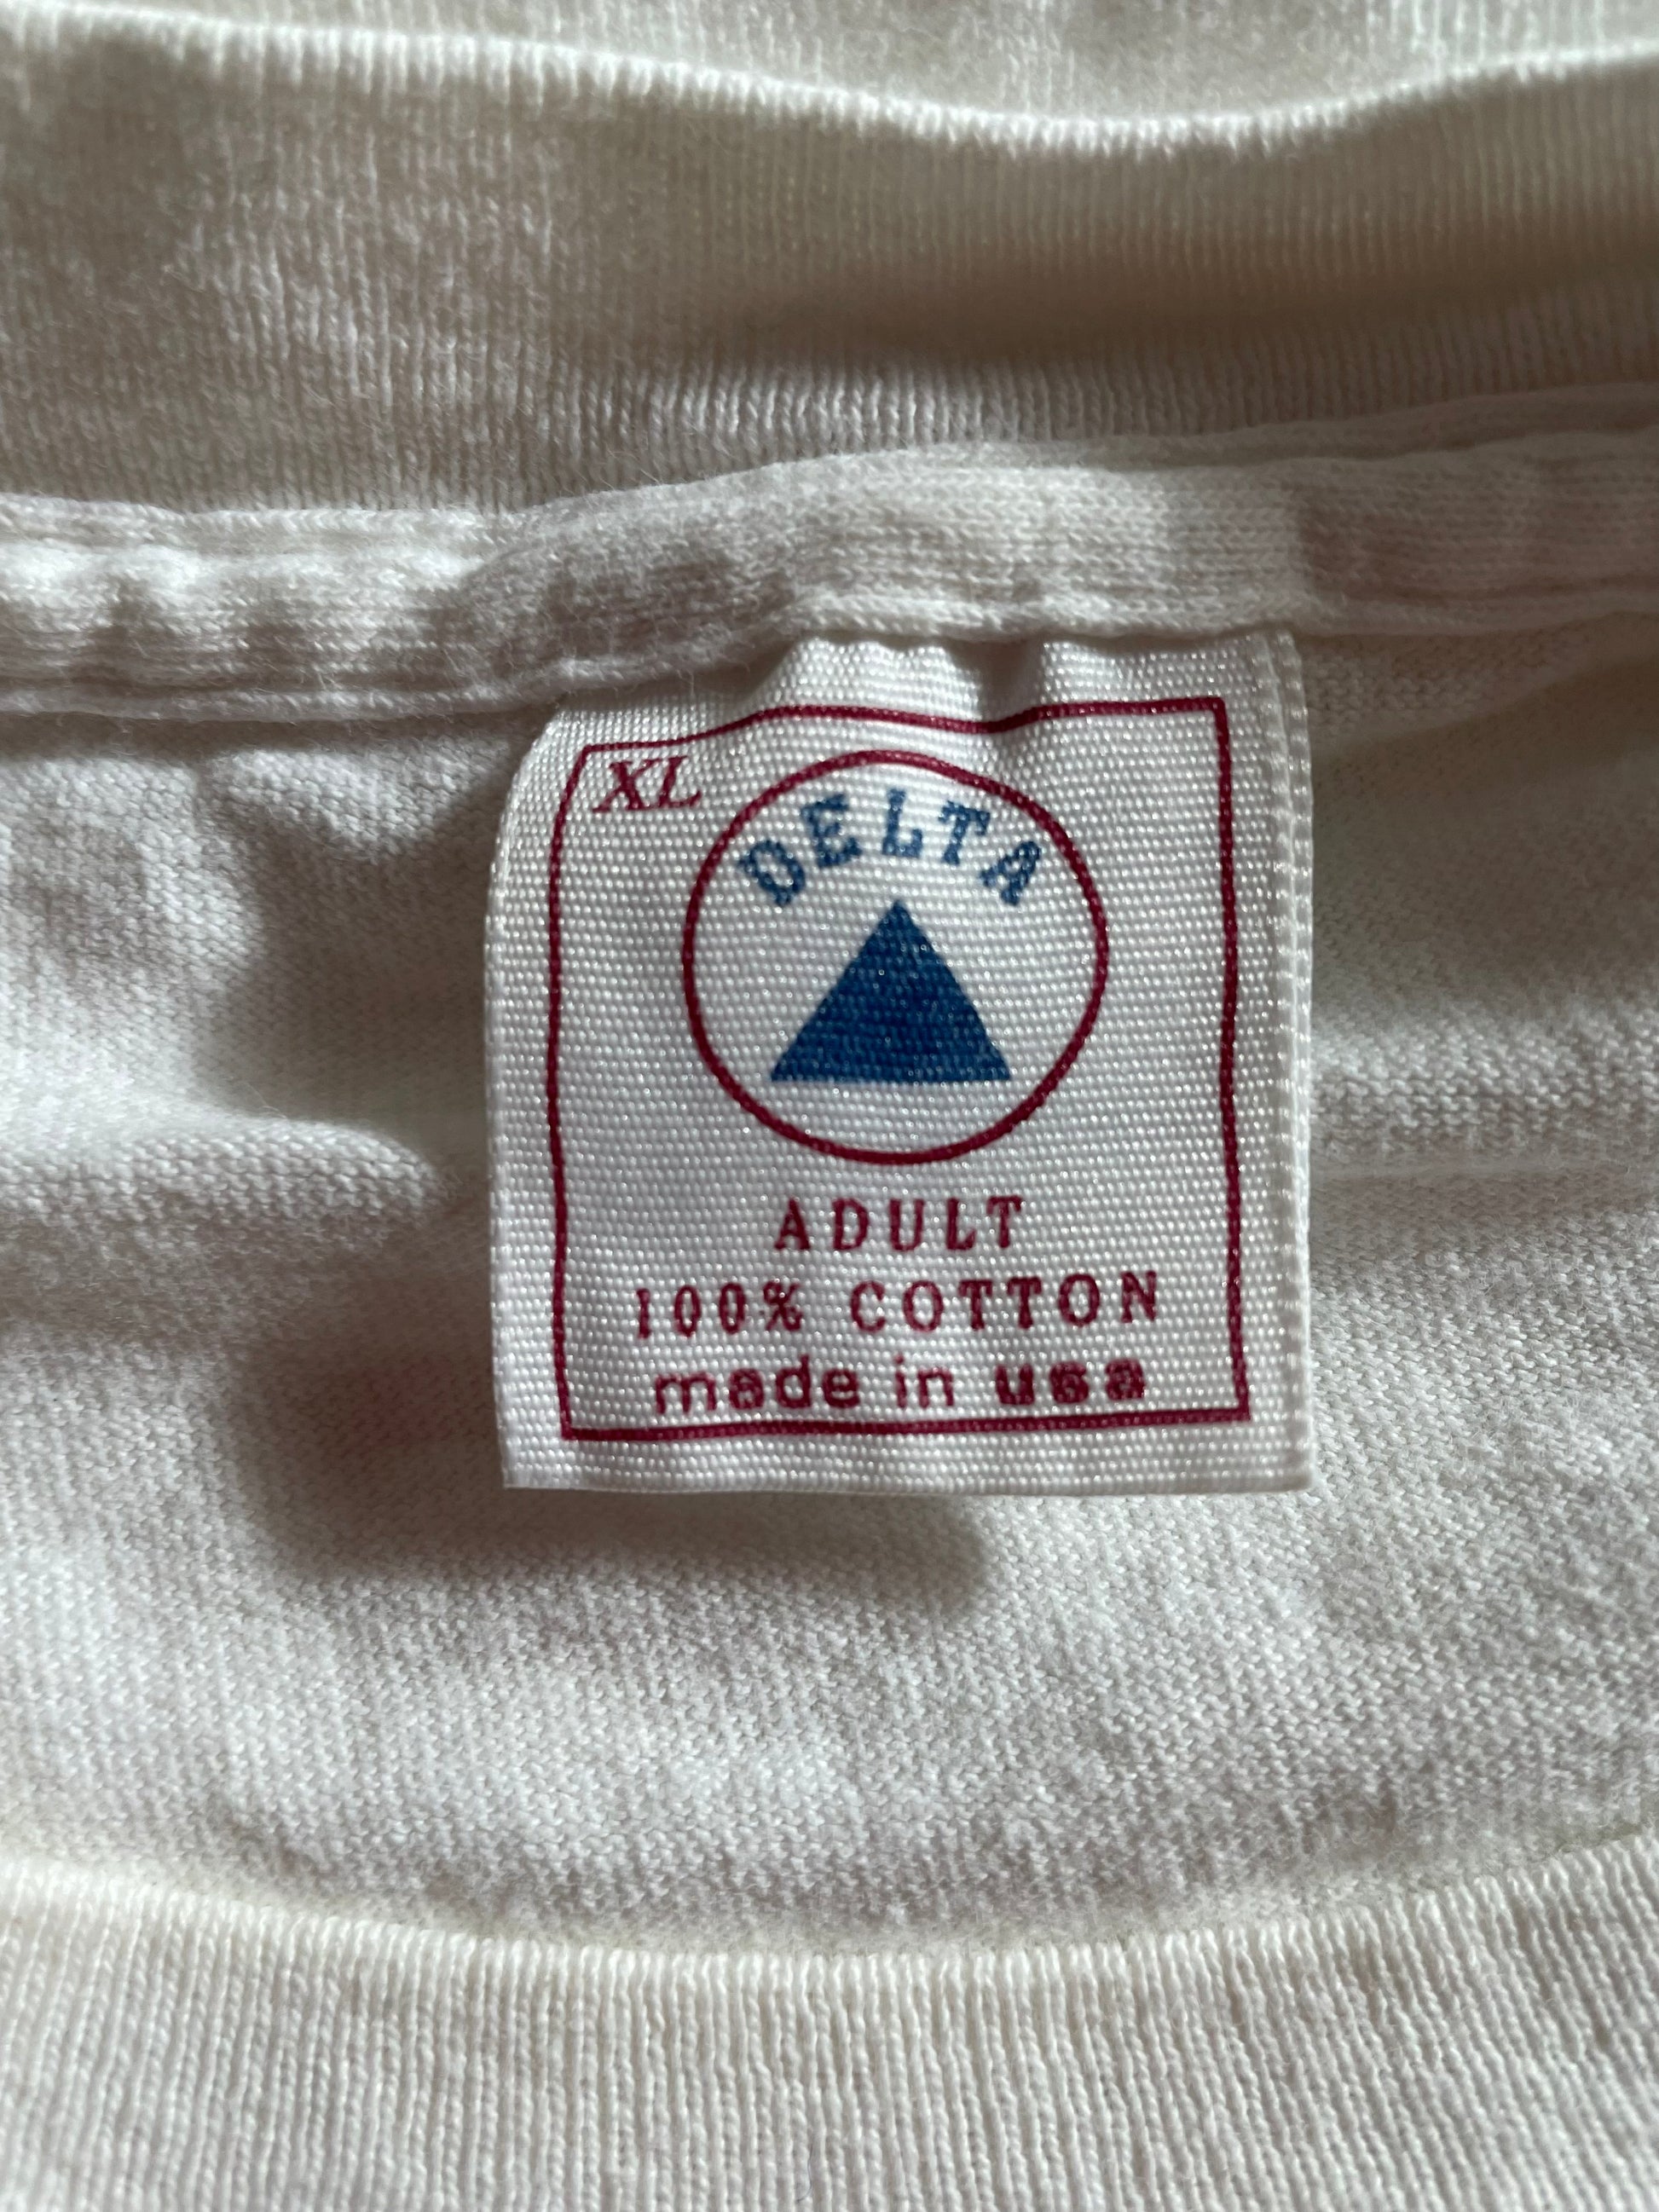 XL
DELTA
ADULT
100% COTTON
made in usa